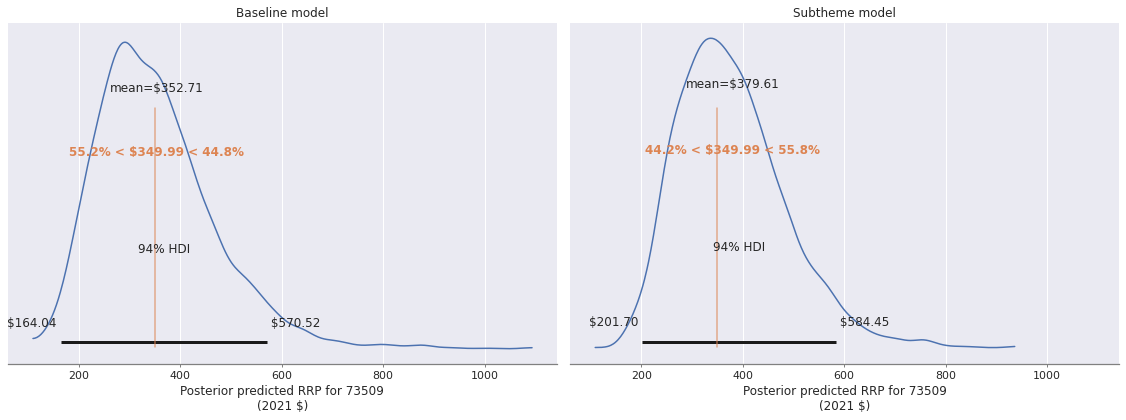 Baseline model
mean=$352.71
55.2% < $349.99 < 44.8%
94% HDI
$164.04
$570.52
200
400
600
800
1000
Posterior predicted RRP for 73509
(2021 $)
Subtheme model
mean=$379.61
44.2% < $349.99 < 55.8%
94% HDI
$201.70
$584.45
200
400
600
800
1000
Posterior predicted RRP for 73509
(2021 $)